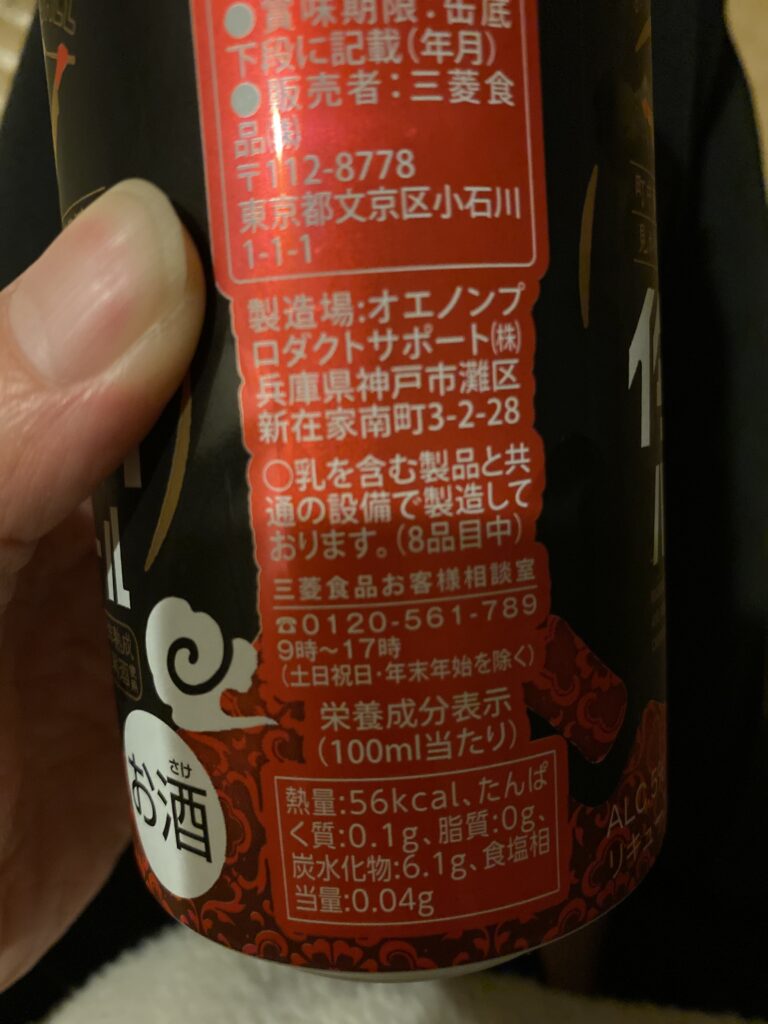 ●賞味期限:缶底
下段に記載(年月)
●販売者:三菱食
品㈱
〒112-8778
東京都文京区小石川
1-1-1
製造場:オエノンプ
ロダクトサポート㈱
兵庫県神戸市灘区
新在家南町3-2-28
○乳を含む製品と共
通の設備で製造して
おります。(8品目中)
三菱食品お客様相談室
☎0120-561-789
9時〜17時
(土日祝日・年末年始を除く)
栄養成分表示
(100ml当たり)
熱量:56kcal、たんぱ
く質:0.1g、脂質:0g、
炭水化物:6.1g、食塩相
当量:0.04g
さけ
お酒
ALC.5%
リキュ